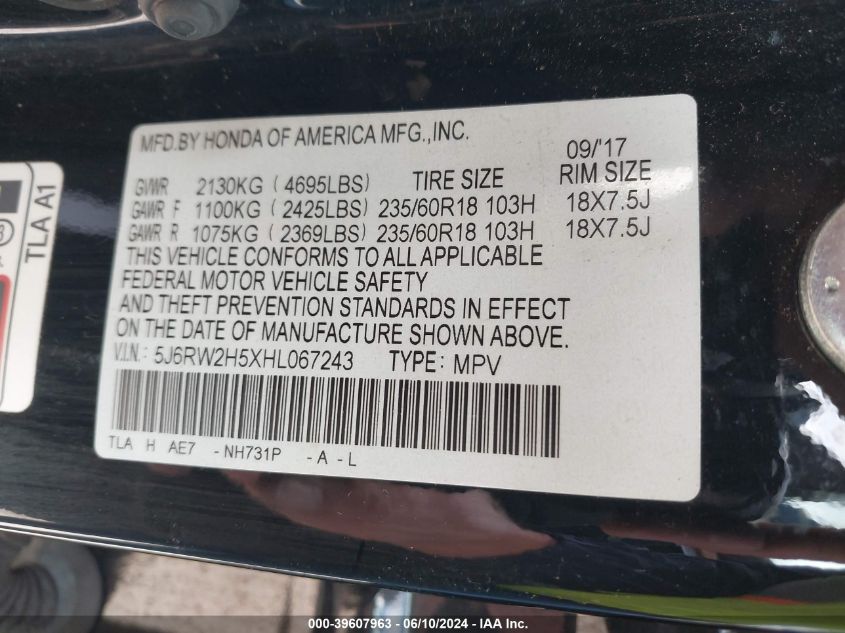 MFD.BY HONDA OF AMERICA MFG.,INC.
09/'17
GVWR 2130KG (4695LBS) TIRE SIZE RIM SIZE
GAWR F 1100KG (2425LBS) 235/60R18 103H 18X7.5J
GAWR R 1075KG (2369LBS) 235/60R18 103H 18X7.5J
THIS VEHICLE CONFORMS TO ALL APPLICABLE
FEDERAL MOTOR VEHICLE SAFETY
AND THEFT PREVENTION STANDARDS IN EFFECT
ON THE DATE OF MANUFACTURE SHOWN ABOVE.
V.I.N.: 5J6RW2H5XHL067243 TYPE: MPV
TLA H AE7 -NH731P -A -L
TLA A1
000-39607963 - 06/10/2024 - IAA Inc.